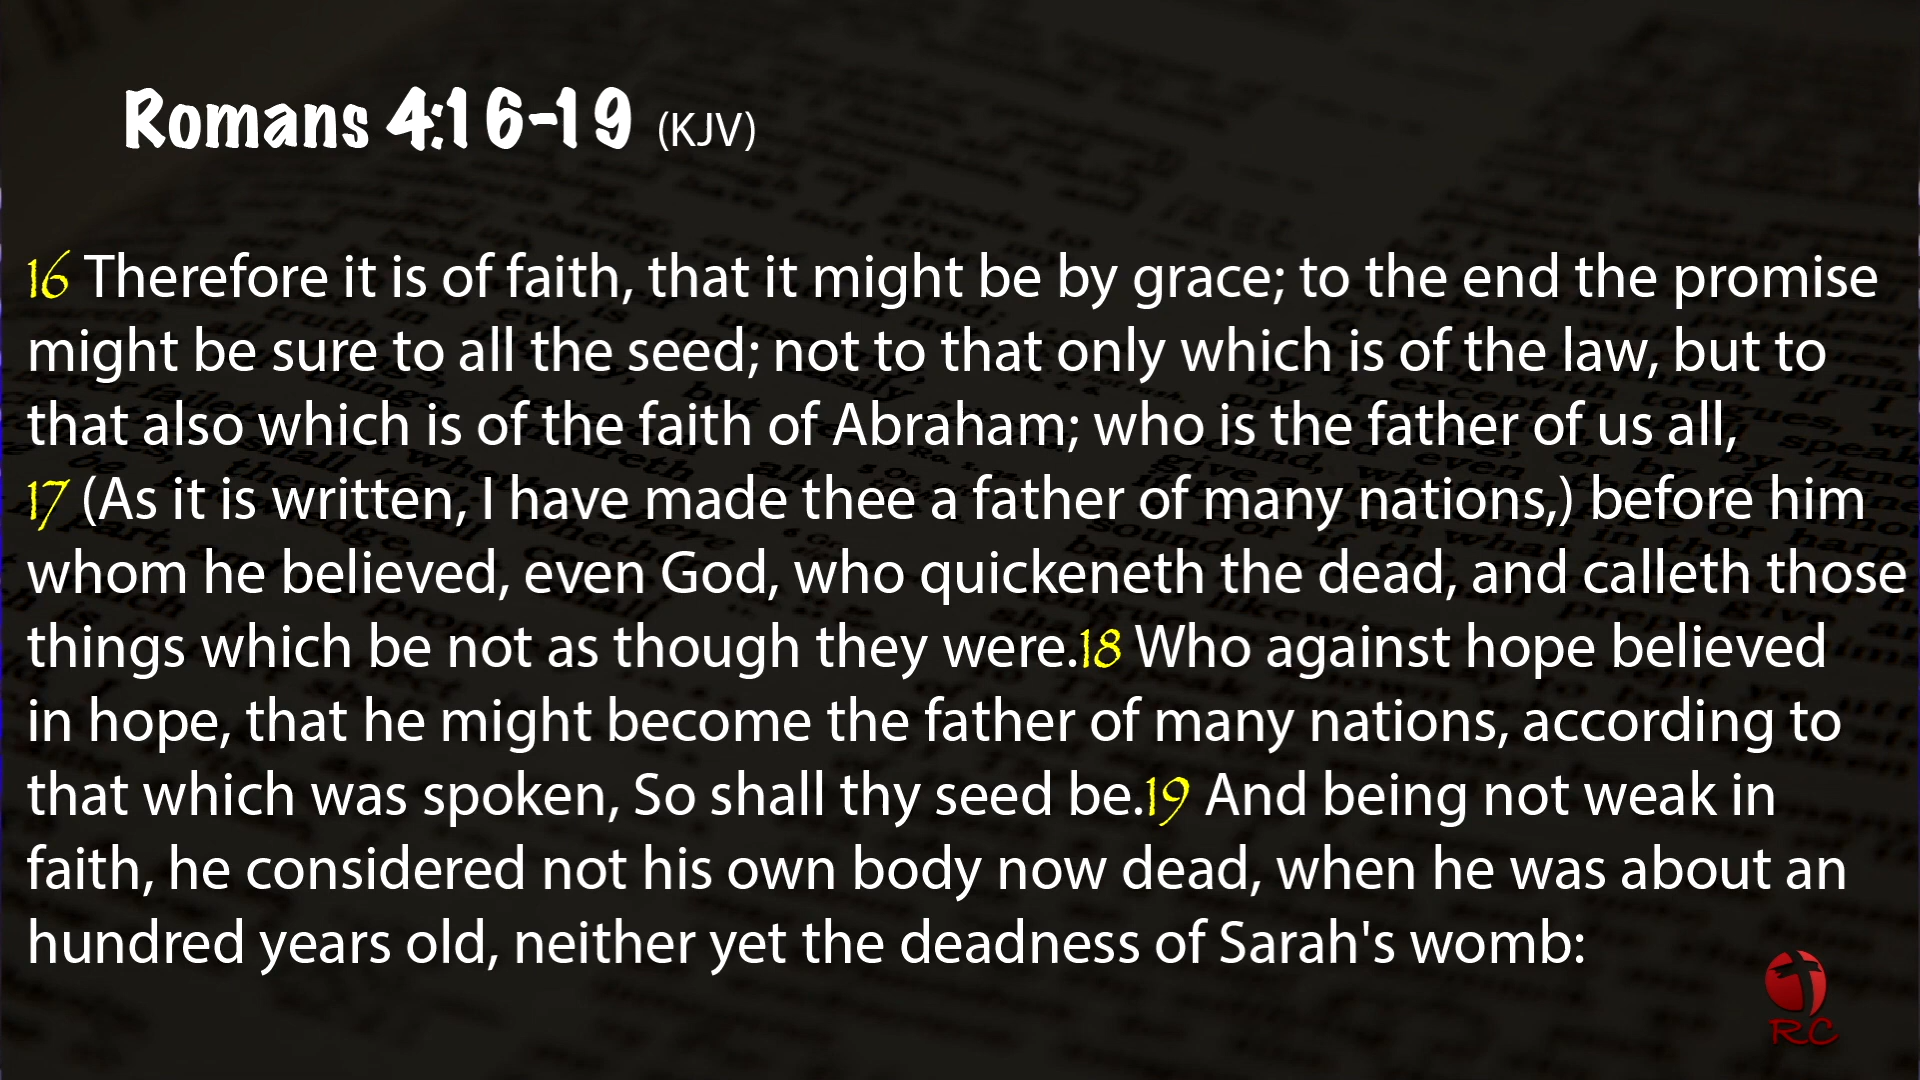 Romans 4:16-19 (KJV)
16 Therefore it is of faith, that it might be by grace; to the end the promise
might be sure to all the seed; not to that only which is of the law, but to
that also which is of the faith of Abraham; who is the father of us all,
17 (As it is written, I have made thee a father of many nations,) before him
whom he believed, even God, who quickeneth the dead, and calleth those
things which be not as though they were.18 Who against hope believed
in hope, that he might become the father of many nations, according to
that which was spoken, So shall thy seed be.19 And being not weak in
faith, he considered not his own body now dead, when he was about an
hundred years old, neither yet the deadness of Sarah's womb:
RC